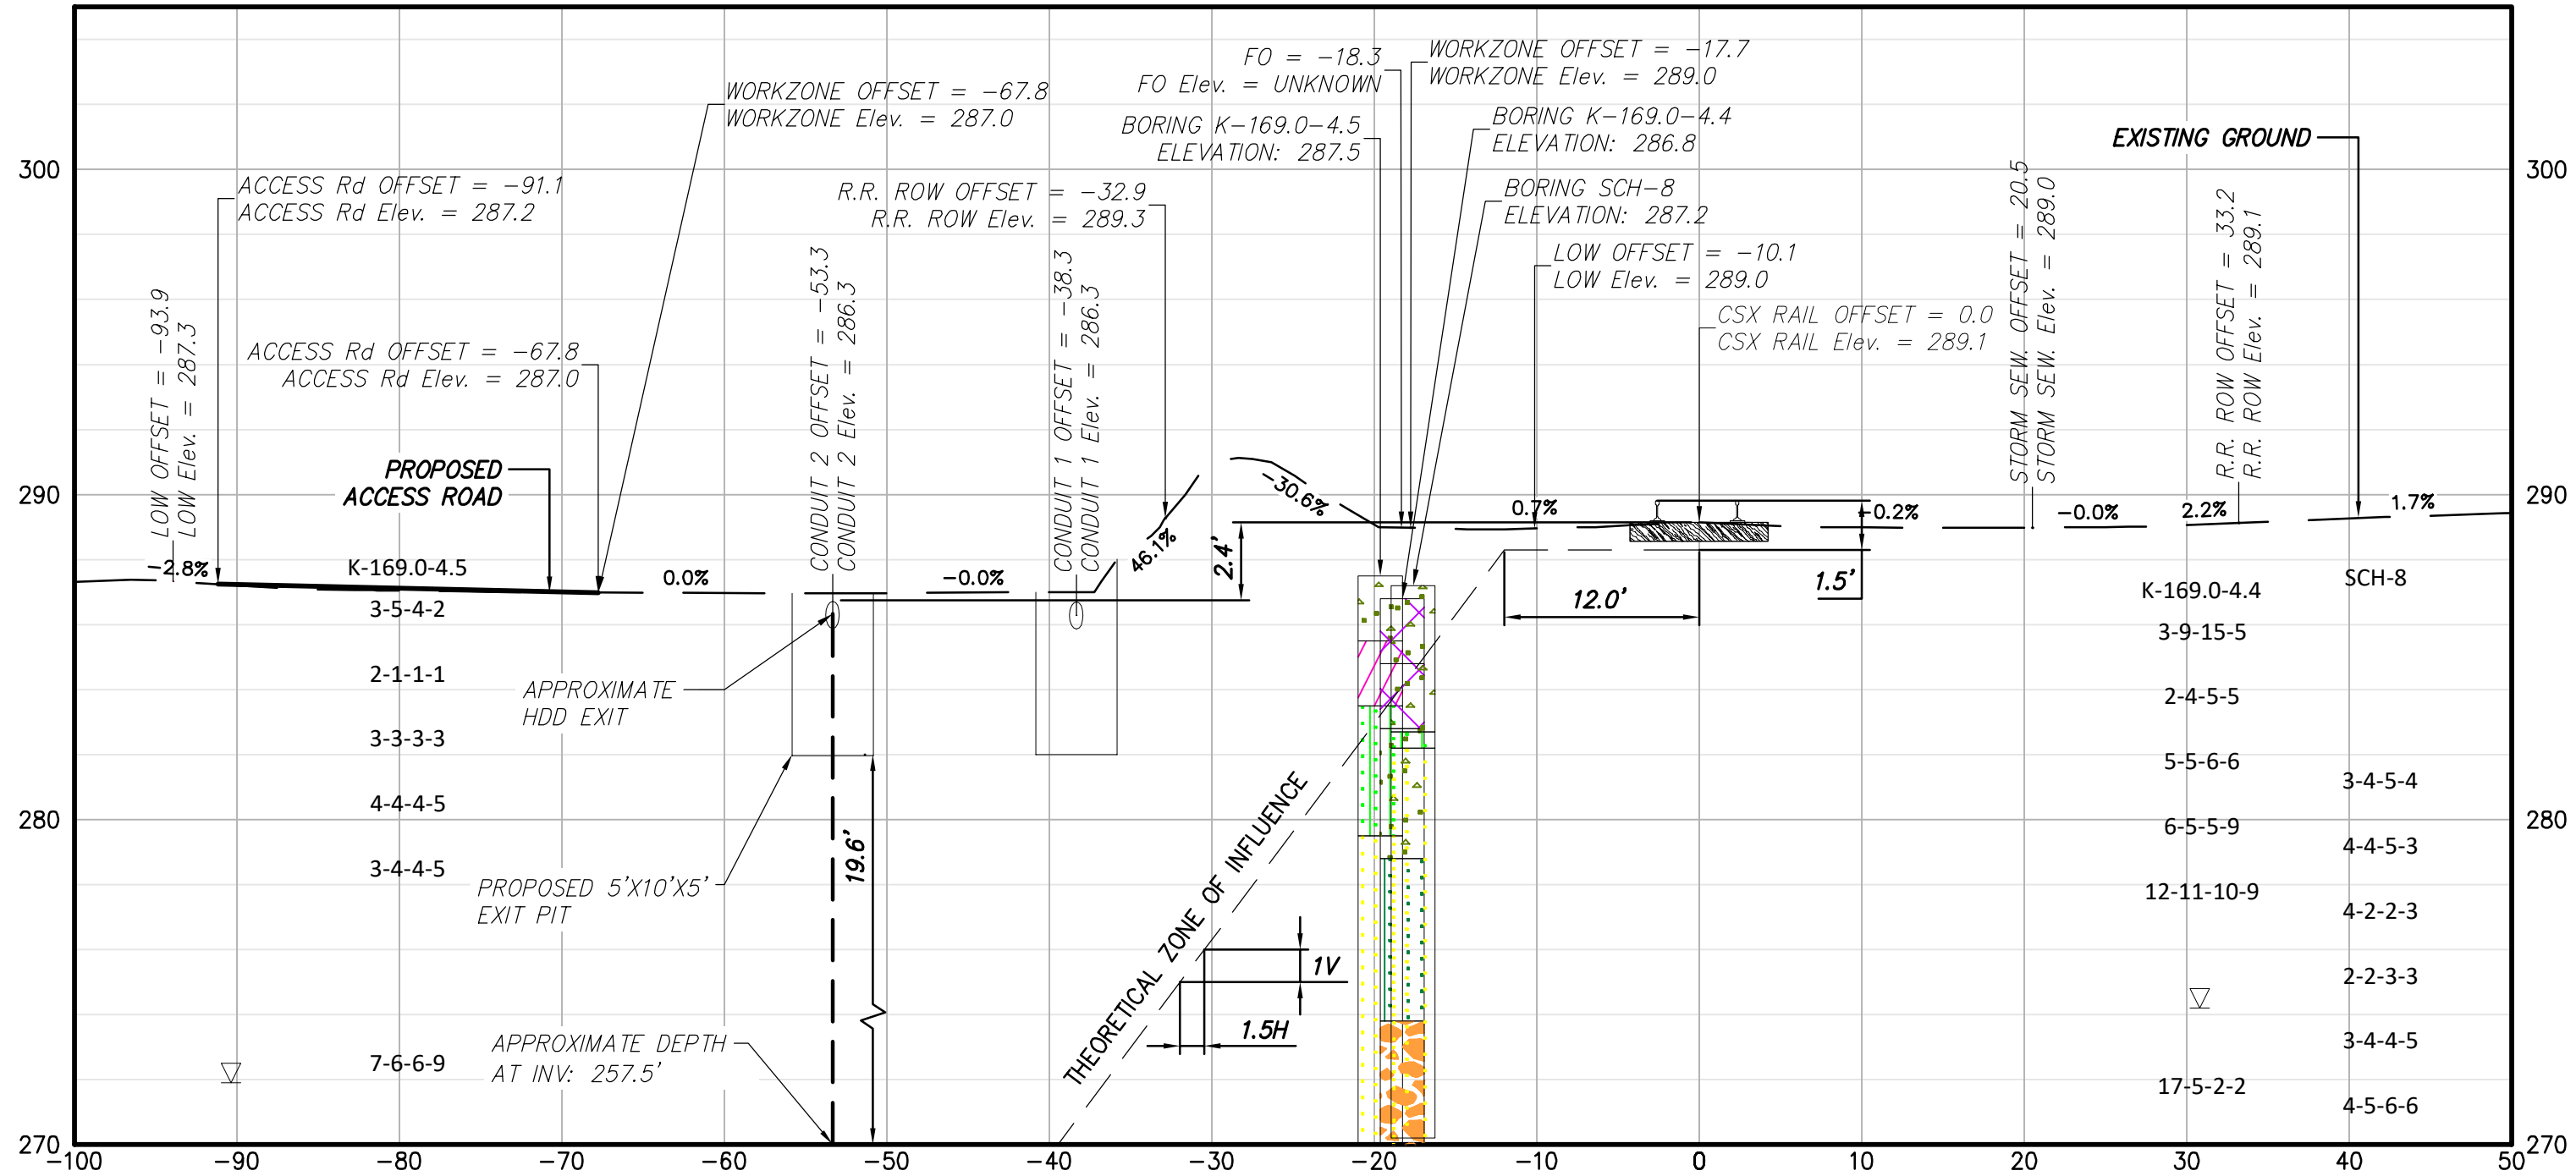 FO = -18.3
FO Elev. = UNKNOWN
WORKZONE OFFSET = -17.7
WORKZONE Elev. = 289.0
WORKZONE OFFSET = -67.8
WORKZONE Elev. = 287.0
BORING K-169.0-4.5
ELEVATION: 287.5
BORING K-169.0-4.4
ELEVATION: 286.8
EXISTING GROUND
300
300
ACCESS Rd OFFSET = -91.1
ACCESS Rd Elev. = 287.2
R.R. ROW OFFSET = -32.9
R.R. ROW Elev. = 289.3
BORING SCH-8
ELEVATION: 287.2
LOW OFFSET = -10.1
LOW Elev. = 289.0
CSX RAIL OFFSET = 0.0
CSX RAIL Elev. = 289.1
STORM SEW. OFFSET = 20.5
STORM SEW. Elev. = 289.0
R.R. ROW OFFSET = 33.2
R.R. ROW Elev. = 289.1
LOW OFFSET = -93.9
LOW Elev. = 287.3
ACCESS Rd OFFSET = -67.8
ACCESS Rd Elev. = 287.0
CONDUIT 2 OFFSET = -53.3
CONDUIT 2 Elev. = 286.3
CONDUIT 1 OFFSET = -38.3
CONDUIT 1 Elev. = 286.3
PROPOSED
ACCESS ROAD
290
290
-30.6%
0.7%
-0.2%
-0.0%
2.2%
1.7%
46.1%
2.4'
-2.8%
0.0%
-0.0%
1.5'
12.0'
K-169.0-4.5
3-5-4-2
2-1-1-1
3-3-3-3
4-4-4-5
3-4-4-5
7-6-6-9
APPROXIMATE
HDD EXIT
PROPOSED 5'X10'X5'
EXIT PIT
19.6'
APPROXIMATE DEPTH
AT INV: 257.5'
THEORETICAL ZONE OF INFLUENCE
1V
1.5H
K-169.0-4.4
3-9-15-5
2-4-5-5
5-5-6-6
6-5-5-9
12-11-10-9
17-5-2-2
SCH-8
3-4-5-4
4-4-5-3
4-2-2-3
2-2-3-3
3-4-4-5
4-5-6-6
280
280
270
270
-100 -90 -80 -70 -60 -50 -40 -30 -20 -10 0 10 20 30 40 50